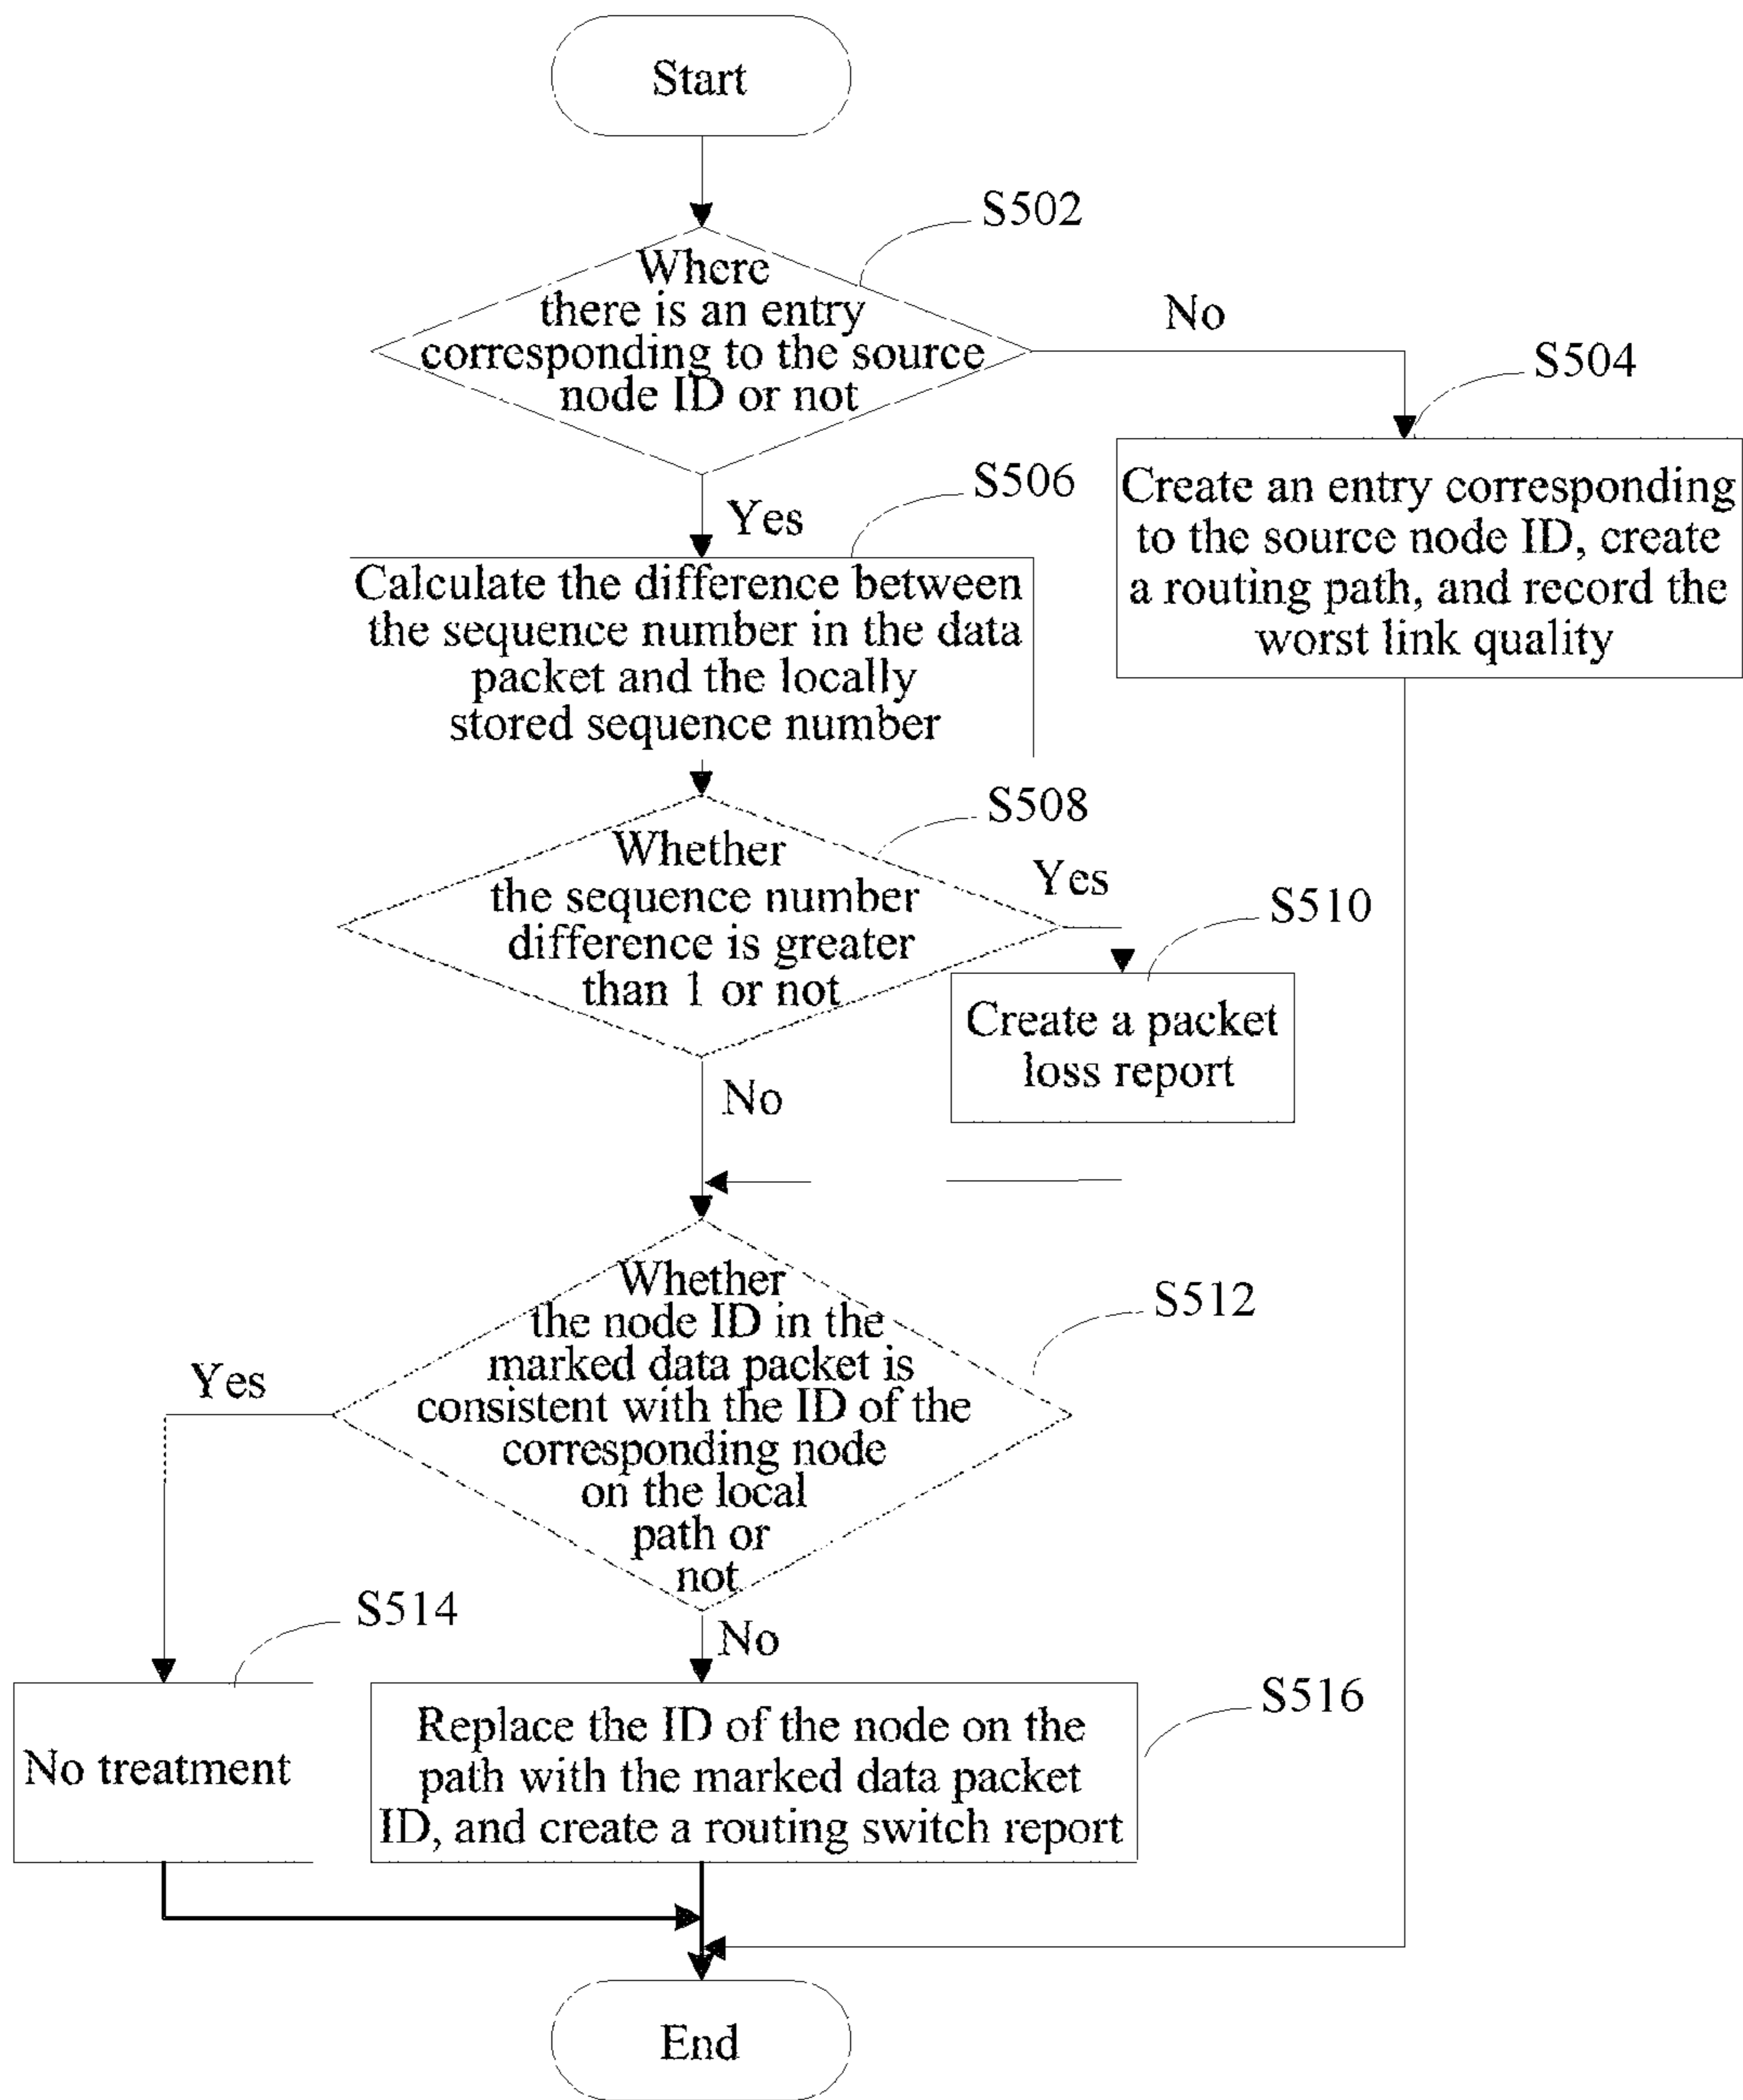 Start
S502
Where
there is an entry
corresponding to the source
node ID or not
No
S504
Create an entry corresponding
to the source node ID, create
a routing path, and record the
worst link quality
Yes
S506
Calculate the difference between
the sequence number in the data
packet and the locally
stored sequence number
S508
Whether
the sequence number
difference is greater
than 1 or not
Yes
S510
Create a packet
loss report
No
S512
Whether
the node ID in the
marked data packet is
consistent with the ID of the
corresponding node
on the local
path or
not
Yes
S514
No treatment
No
S516
Replace the ID of the node on the
path with the marked data packet
ID, and create a routing switch report
End